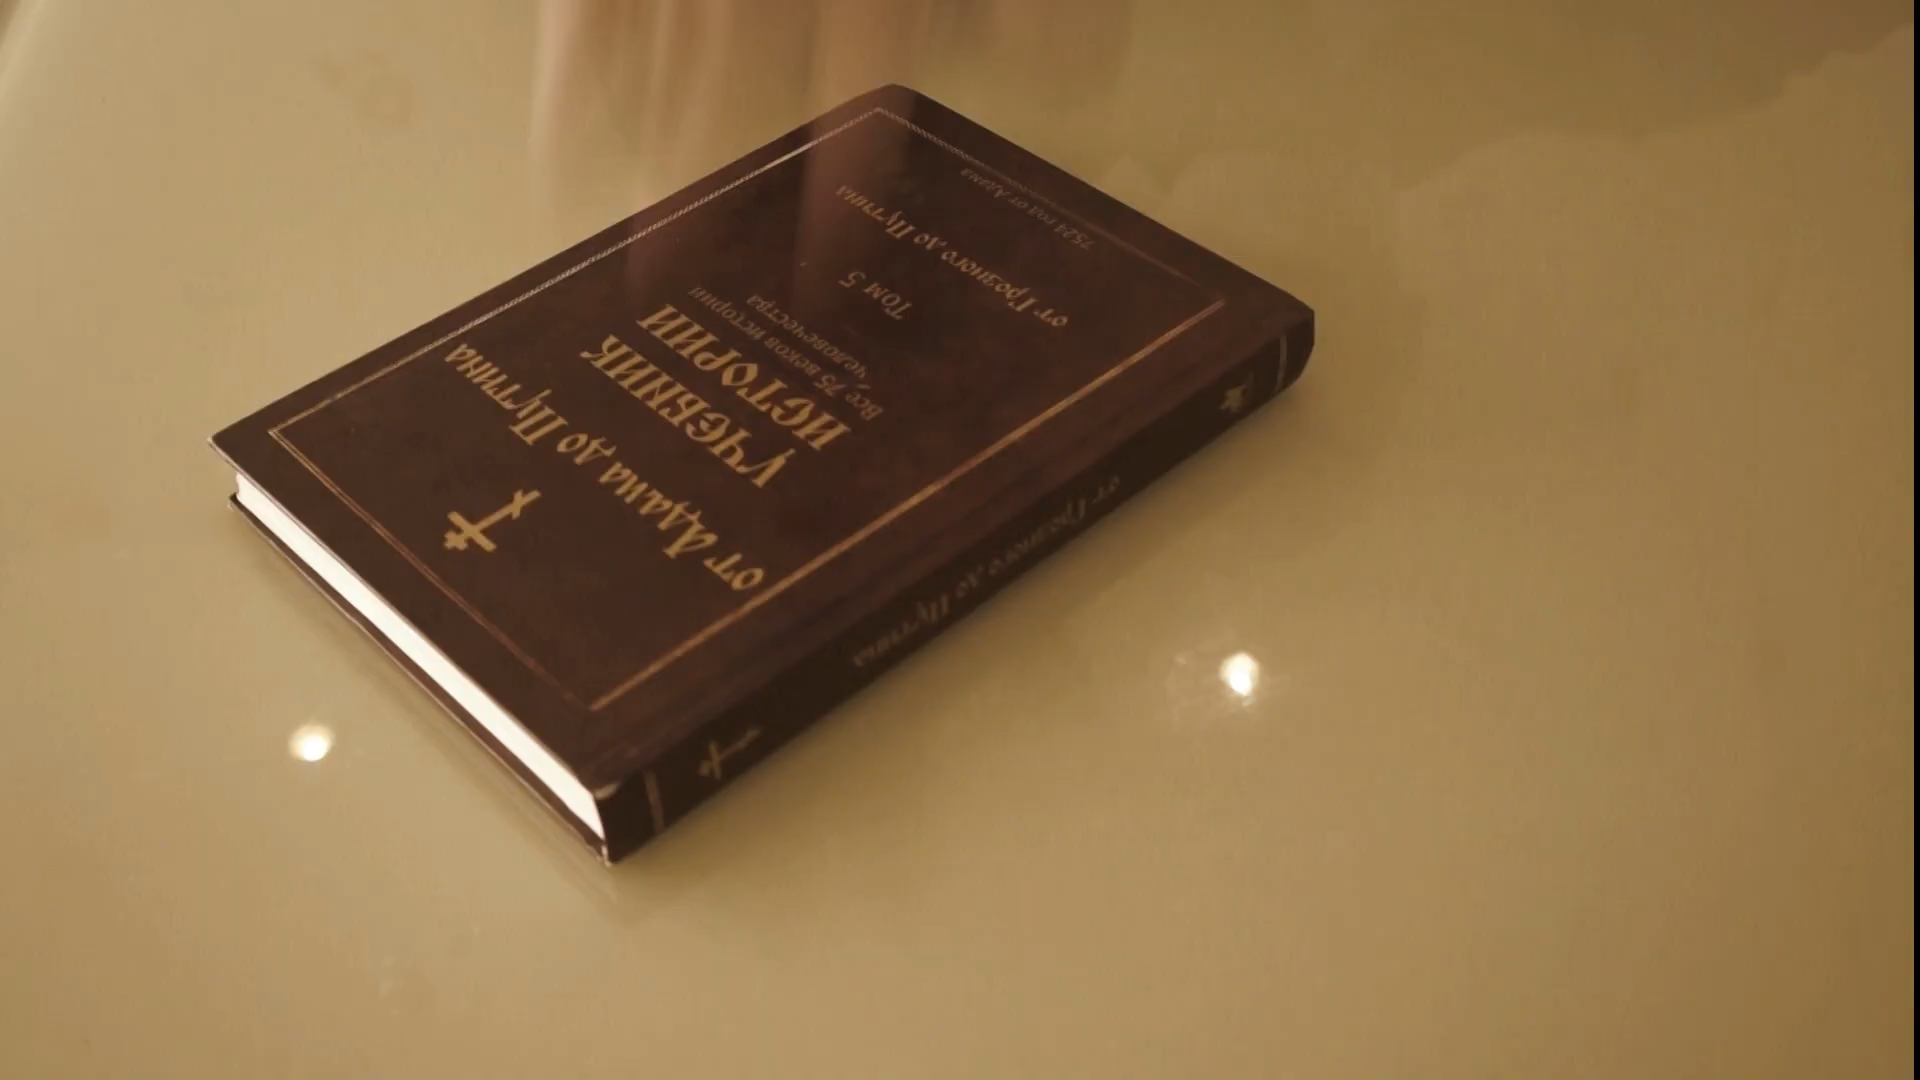 от Адама до Путина
УЧЕБНИК
ИСТОРИИ
Все 75 веков истории
человечества
Том 5
от Грозного до Путина
7524 год от Адама
от Грозного до Путина